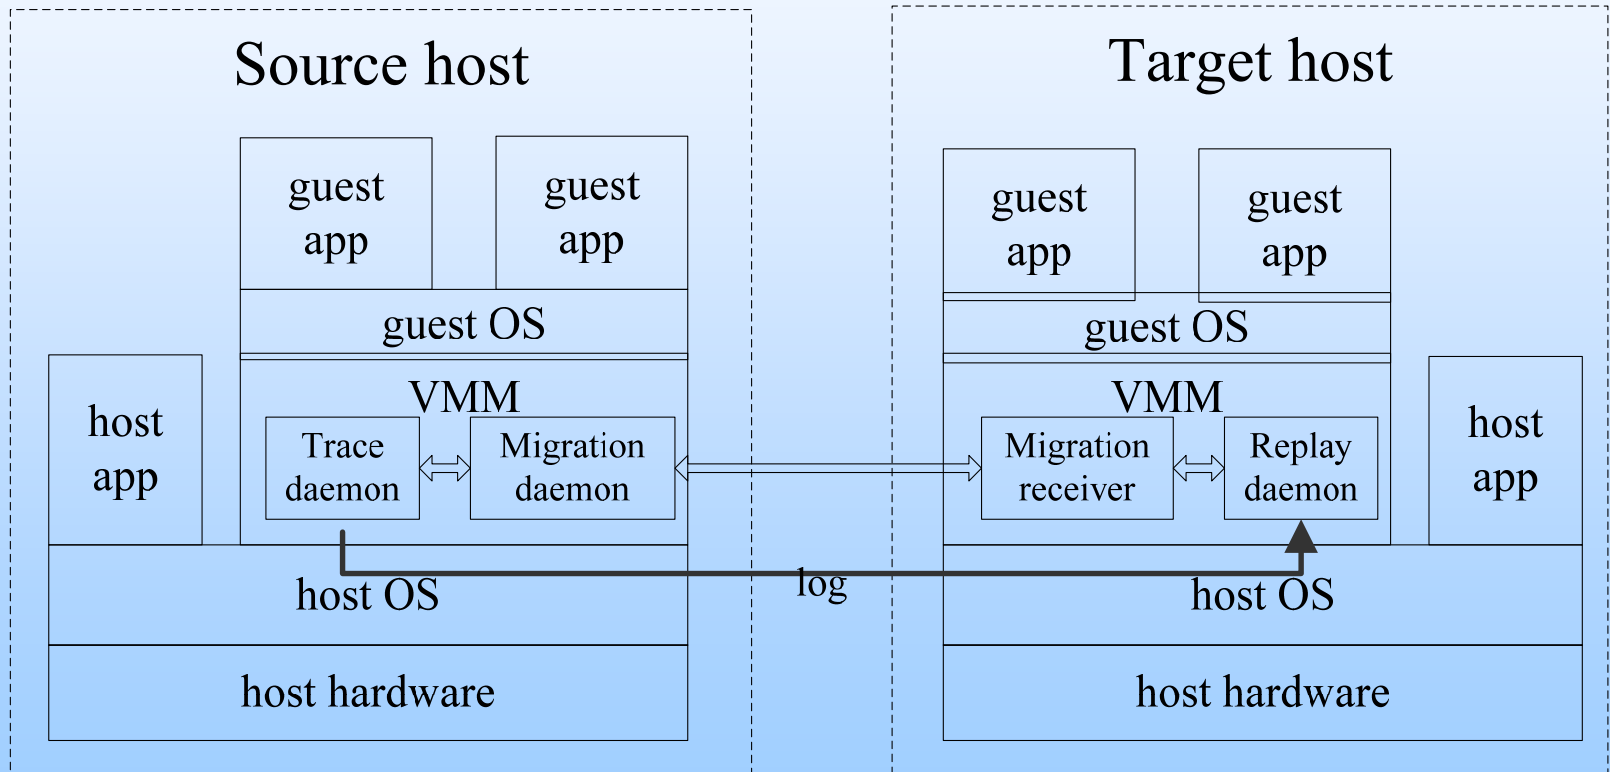 Source host
guest
app
guest
app
guest OS
VMM
host
app
Trace
daemon
Migration
daemon
host OS
host hardware
log
Target host
guest
app
guest
app
guest OS
VMM
Migration
receiver
Replay
daemon
host
app
host OS
host hardware